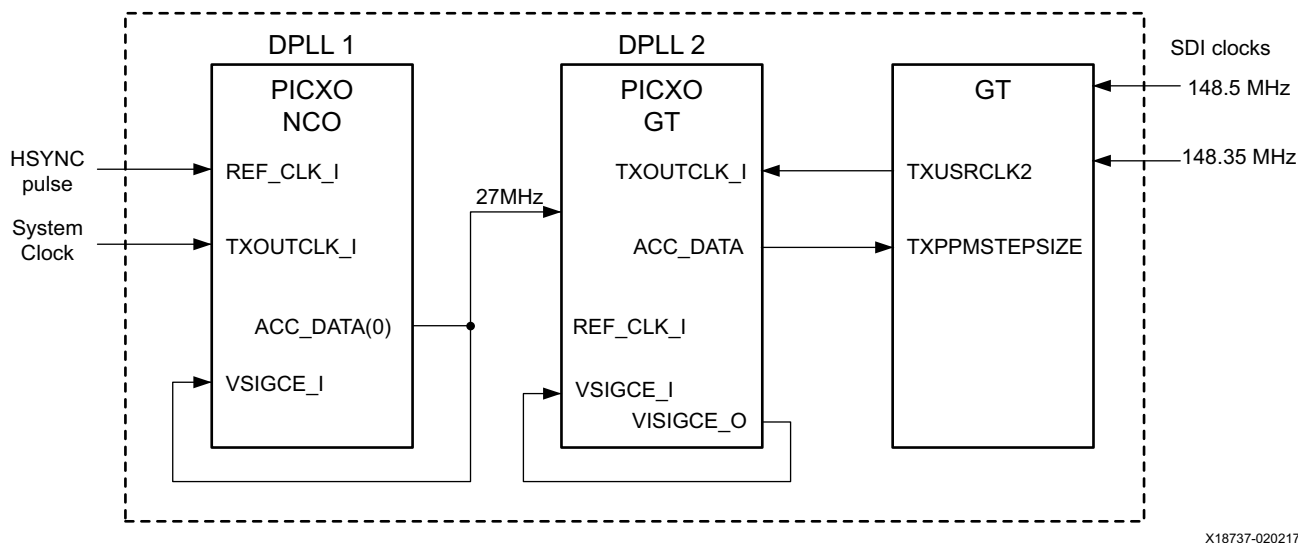 DPLL 1
DPLL 2
SDI clocks
PICXO
NCO
PICXO
GT
GT
148.5 MHz
HSYNC
pulse
REF_CLK_I
TXOUTCLK_I
TXUSRCLK2
148.35 MHz
27MHz
System
Clock
TXOUTCLK_I
ACC_DATA
TXPPMSTEPSIZE
ACC_DATA(0)
REF_CLK_I
VSIGCE_I
VSIGCE_I
VISIGCE_O
X18737-020217